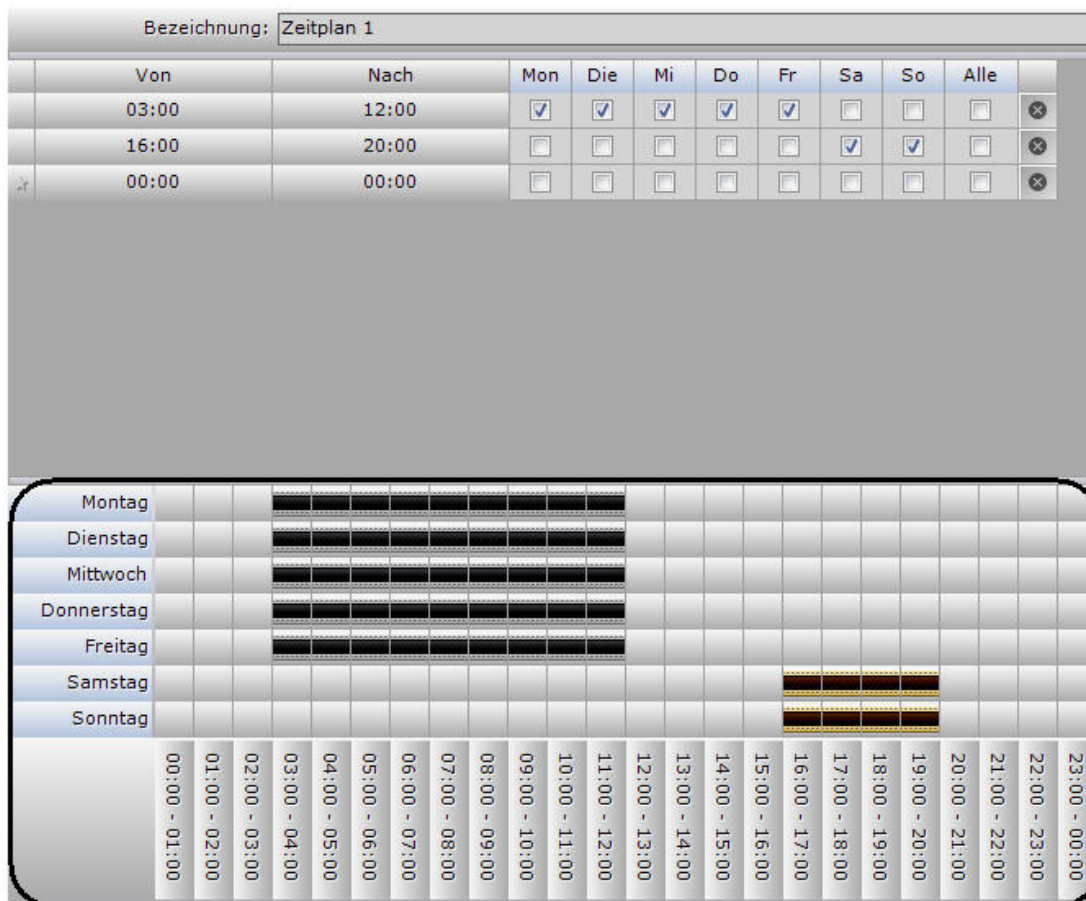 Bezeichnung: Zeitplan 1
Von Nach Mon Die Mi Do Fr Sa So Alle
03:00 12:00
16:00 20:00
00:00 00:00
Montag
Dienstag
Mittwoch
Donnerstag
Freitag
Samstag
Sonntag
00:00 - 01:00
01:00 - 02:00
02:00 - 03:00
03:00 - 04:00
04:00 - 05:00
05:00 - 06:00
06:00 - 07:00
07:00 - 08:00
08:00 - 09:00
09:00 - 10:00
10:00 - 11:00
11:00 - 12:00
12:00 - 13:00
13:00 - 14:00
14:00 - 15:00
15:00 - 16:00
16:00 - 17:00
17:00 - 18:00
18:00 - 19:00
19:00 - 20:00
20:00 - 21:00
21:00 - 22:00
22:00 - 23:00
23:00 - 00:00